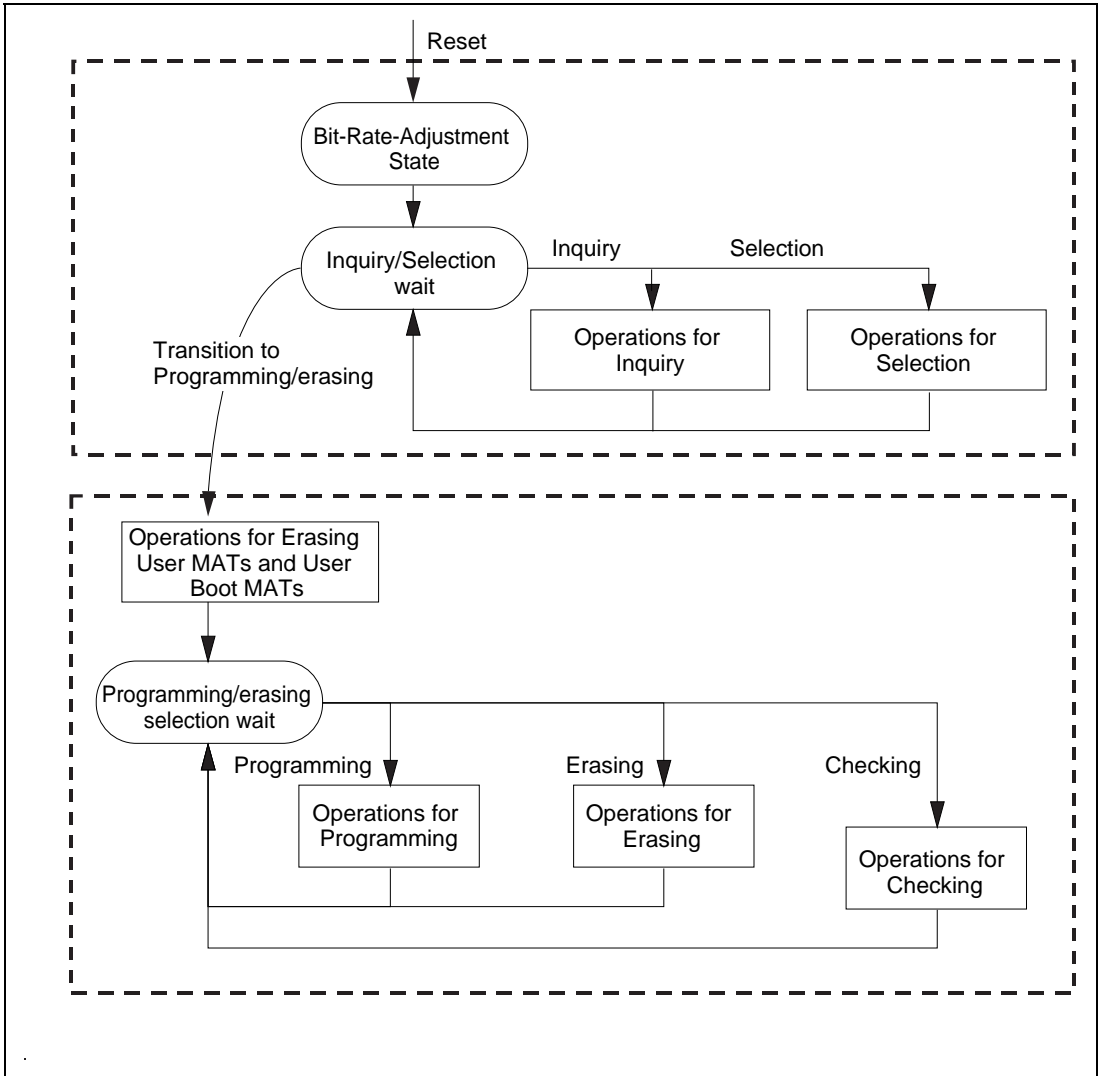 Reset
Bit-Rate-Adjustment
State
Inquiry/Selection
wait
Inquiry
Selection
Operations for
Inquiry
Operations for
Selection
Transition to
Programming/erasing
Operations for Erasing
User MATs and User
Boot MATs
Programming/erasing
selection wait
Programming
Erasing
Checking
Operations for
Programming
Operations for
Erasing
Operations for
Checking
.